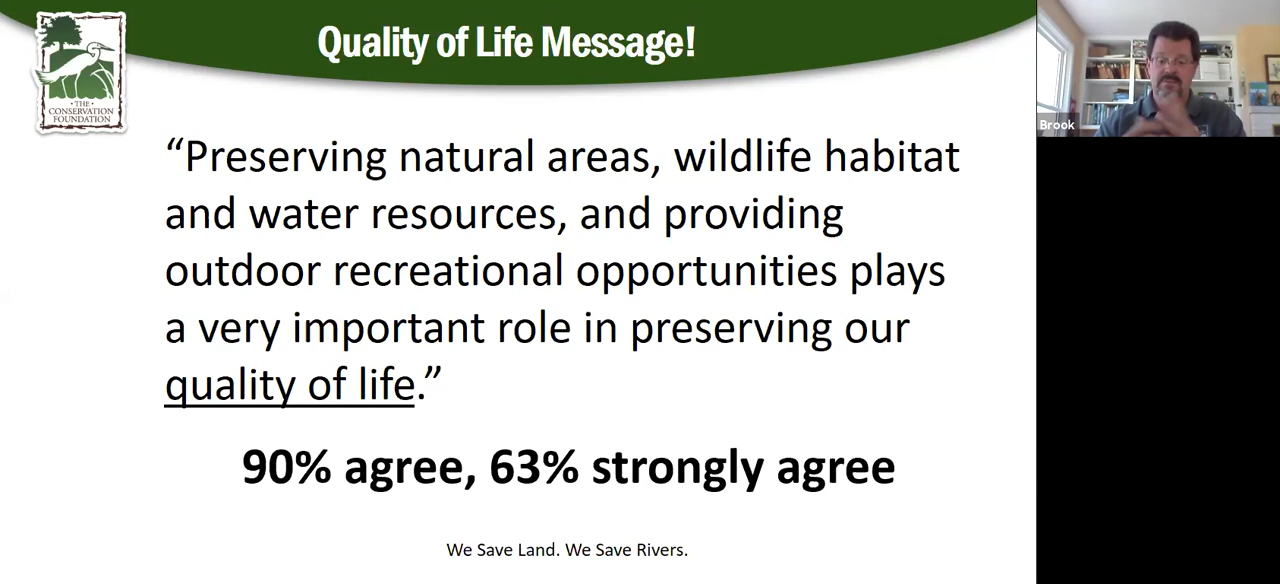 Quality of Life Message!
· THE ·
CONSERVATION
FOUNDATION
Brook
“Preserving natural areas, wildlife habitat
and water resources, and providing
outdoor recreational opportunities plays
a very important role in preserving our
quality of life.”
90% agree, 63% strongly agree
We Save Land. We Save Rivers.